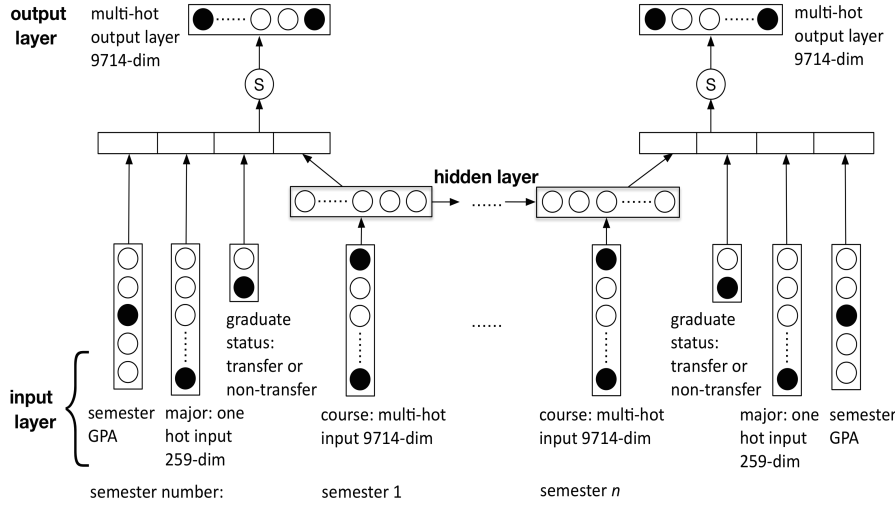 output
layer
multi-hot
output layer
9714-dim
S
multi-hot
output layer
9714-dim
S
hidden layer
......
......
graduate
status:
transfer or
non-transfer
graduate
status:
transfer or
non-transfer
input
layer
semester
GPA
major: one
hot input
259-dim
course: multi-hot
input 9714-dim
course: multi-hot
input 9714-dim
major: one
hot input
259-dim
semester
GPA
semester number:
semester 1
semester n